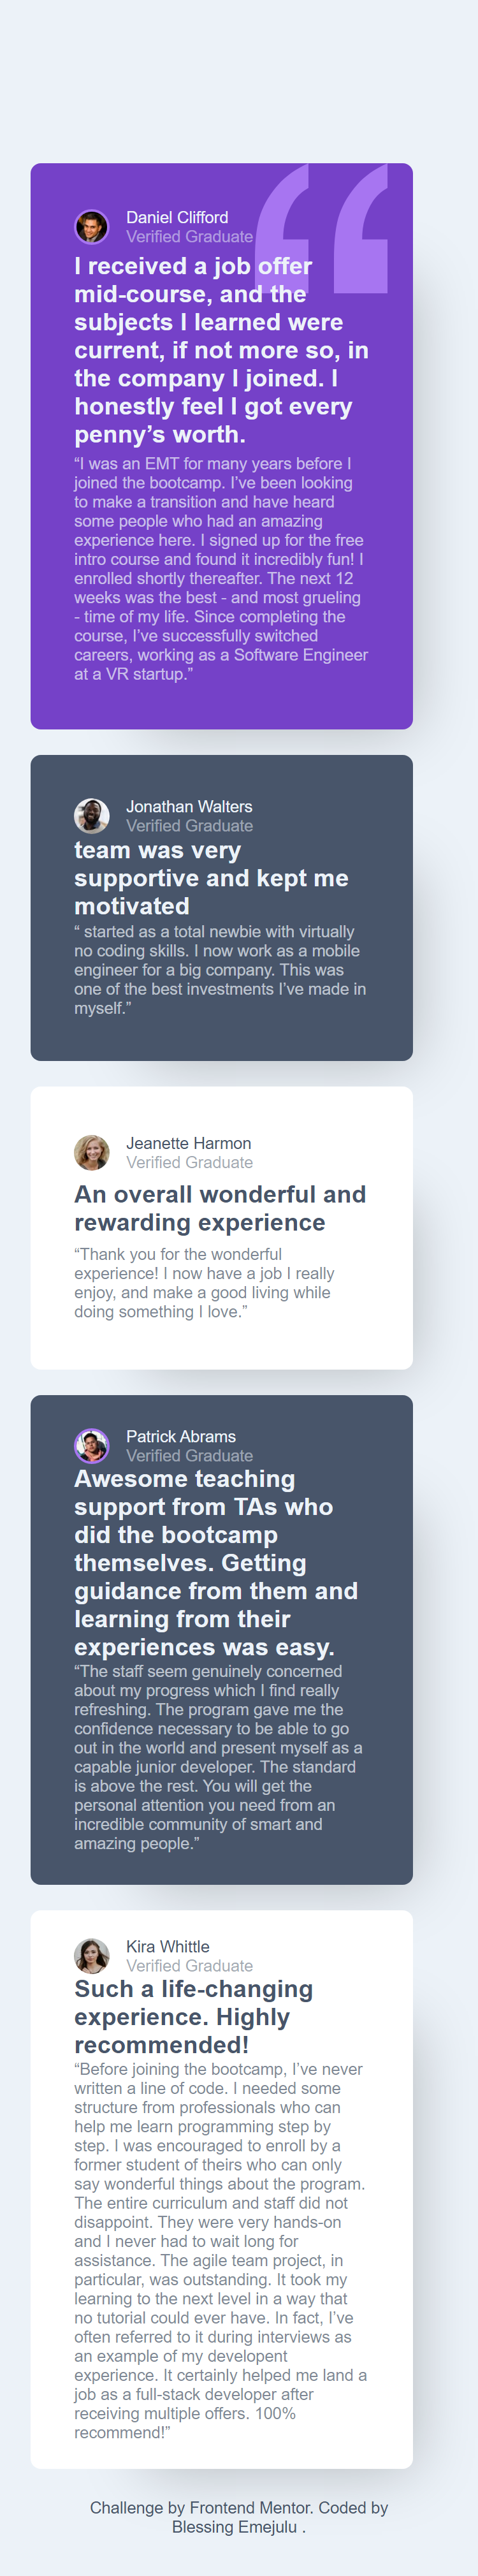 Daniel Clifford
Verified Graduate
I received a job offer
mid-course, and the
subjects I learned were
current, if not more so, in
the company I joined. I
honestly feel I got every
penny’s worth.
“I was an EMT for many years before I
joined the bootcamp. I’ve been looking
to make a transition and have heard
some people who had an amazing
experience here. I signed up for the free
intro course and found it incredibly fun! I
enrolled shortly thereafter. The next 12
weeks was the best - and most grueling
- time of my life. Since completing the
course, I’ve successfully switched
careers, working as a Software Engineer
at a VR startup.”
Jonathan Walters
Verified Graduate
team was very
supportive and kept me
motivated
“ started as a total newbie with virtually
no coding skills. I now work as a mobile
engineer for a big company. This was
one of the best investments I’ve made in
myself.”
Jeanette Harmon
Verified Graduate
An overall wonderful and
rewarding experience
“Thank you for the wonderful
experience! I now have a job I really
enjoy, and make a good living while
doing something I love.”
Patrick Abrams
Verified Graduate
Awesome teaching
support from TAs who
did the bootcamp
themselves. Getting
guidance from them and
learning from their
experiences was easy.
“The staff seem genuinely concerned
about my progress which I find really
refreshing. The program gave me the
confidence necessary to be able to go
out in the world and present myself as a
capable junior developer. The standard
is above the rest. You will get the
personal attention you need from an
incredible community of smart and
amazing people.”
Kira Whittle
Verified Graduate
Such a life-changing
experience. Highly
recommended!
“Before joining the bootcamp, I’ve never
written a line of code. I needed some
structure from professionals who can
help me learn programming step by
step. I was encouraged to enroll by a
former student of theirs who can only
say wonderful things about the program.
The entire curriculum and staff did not
disappoint. They were very hands-on
and I never had to wait long for
assistance. The agile team project, in
particular, was outstanding. It took my
learning to the next level in a way that
no tutorial could ever have. In fact, I’ve
often referred to it during interviews as
an example of my developent
experience. It certainly helped me land a
job as a full-stack developer after
receiving multiple offers. 100%
recommend!”
Challenge by Frontend Mentor. Coded by
Blessing Emejulu .